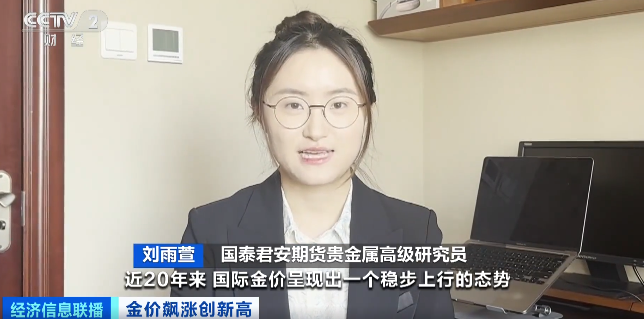 CCTV 2
财经
刘雨萱 国泰君安期货贵金属高级研究员
近20年来 国际金价呈现出一个稳步上行的态势
经济信息联播 金价飙涨创新高